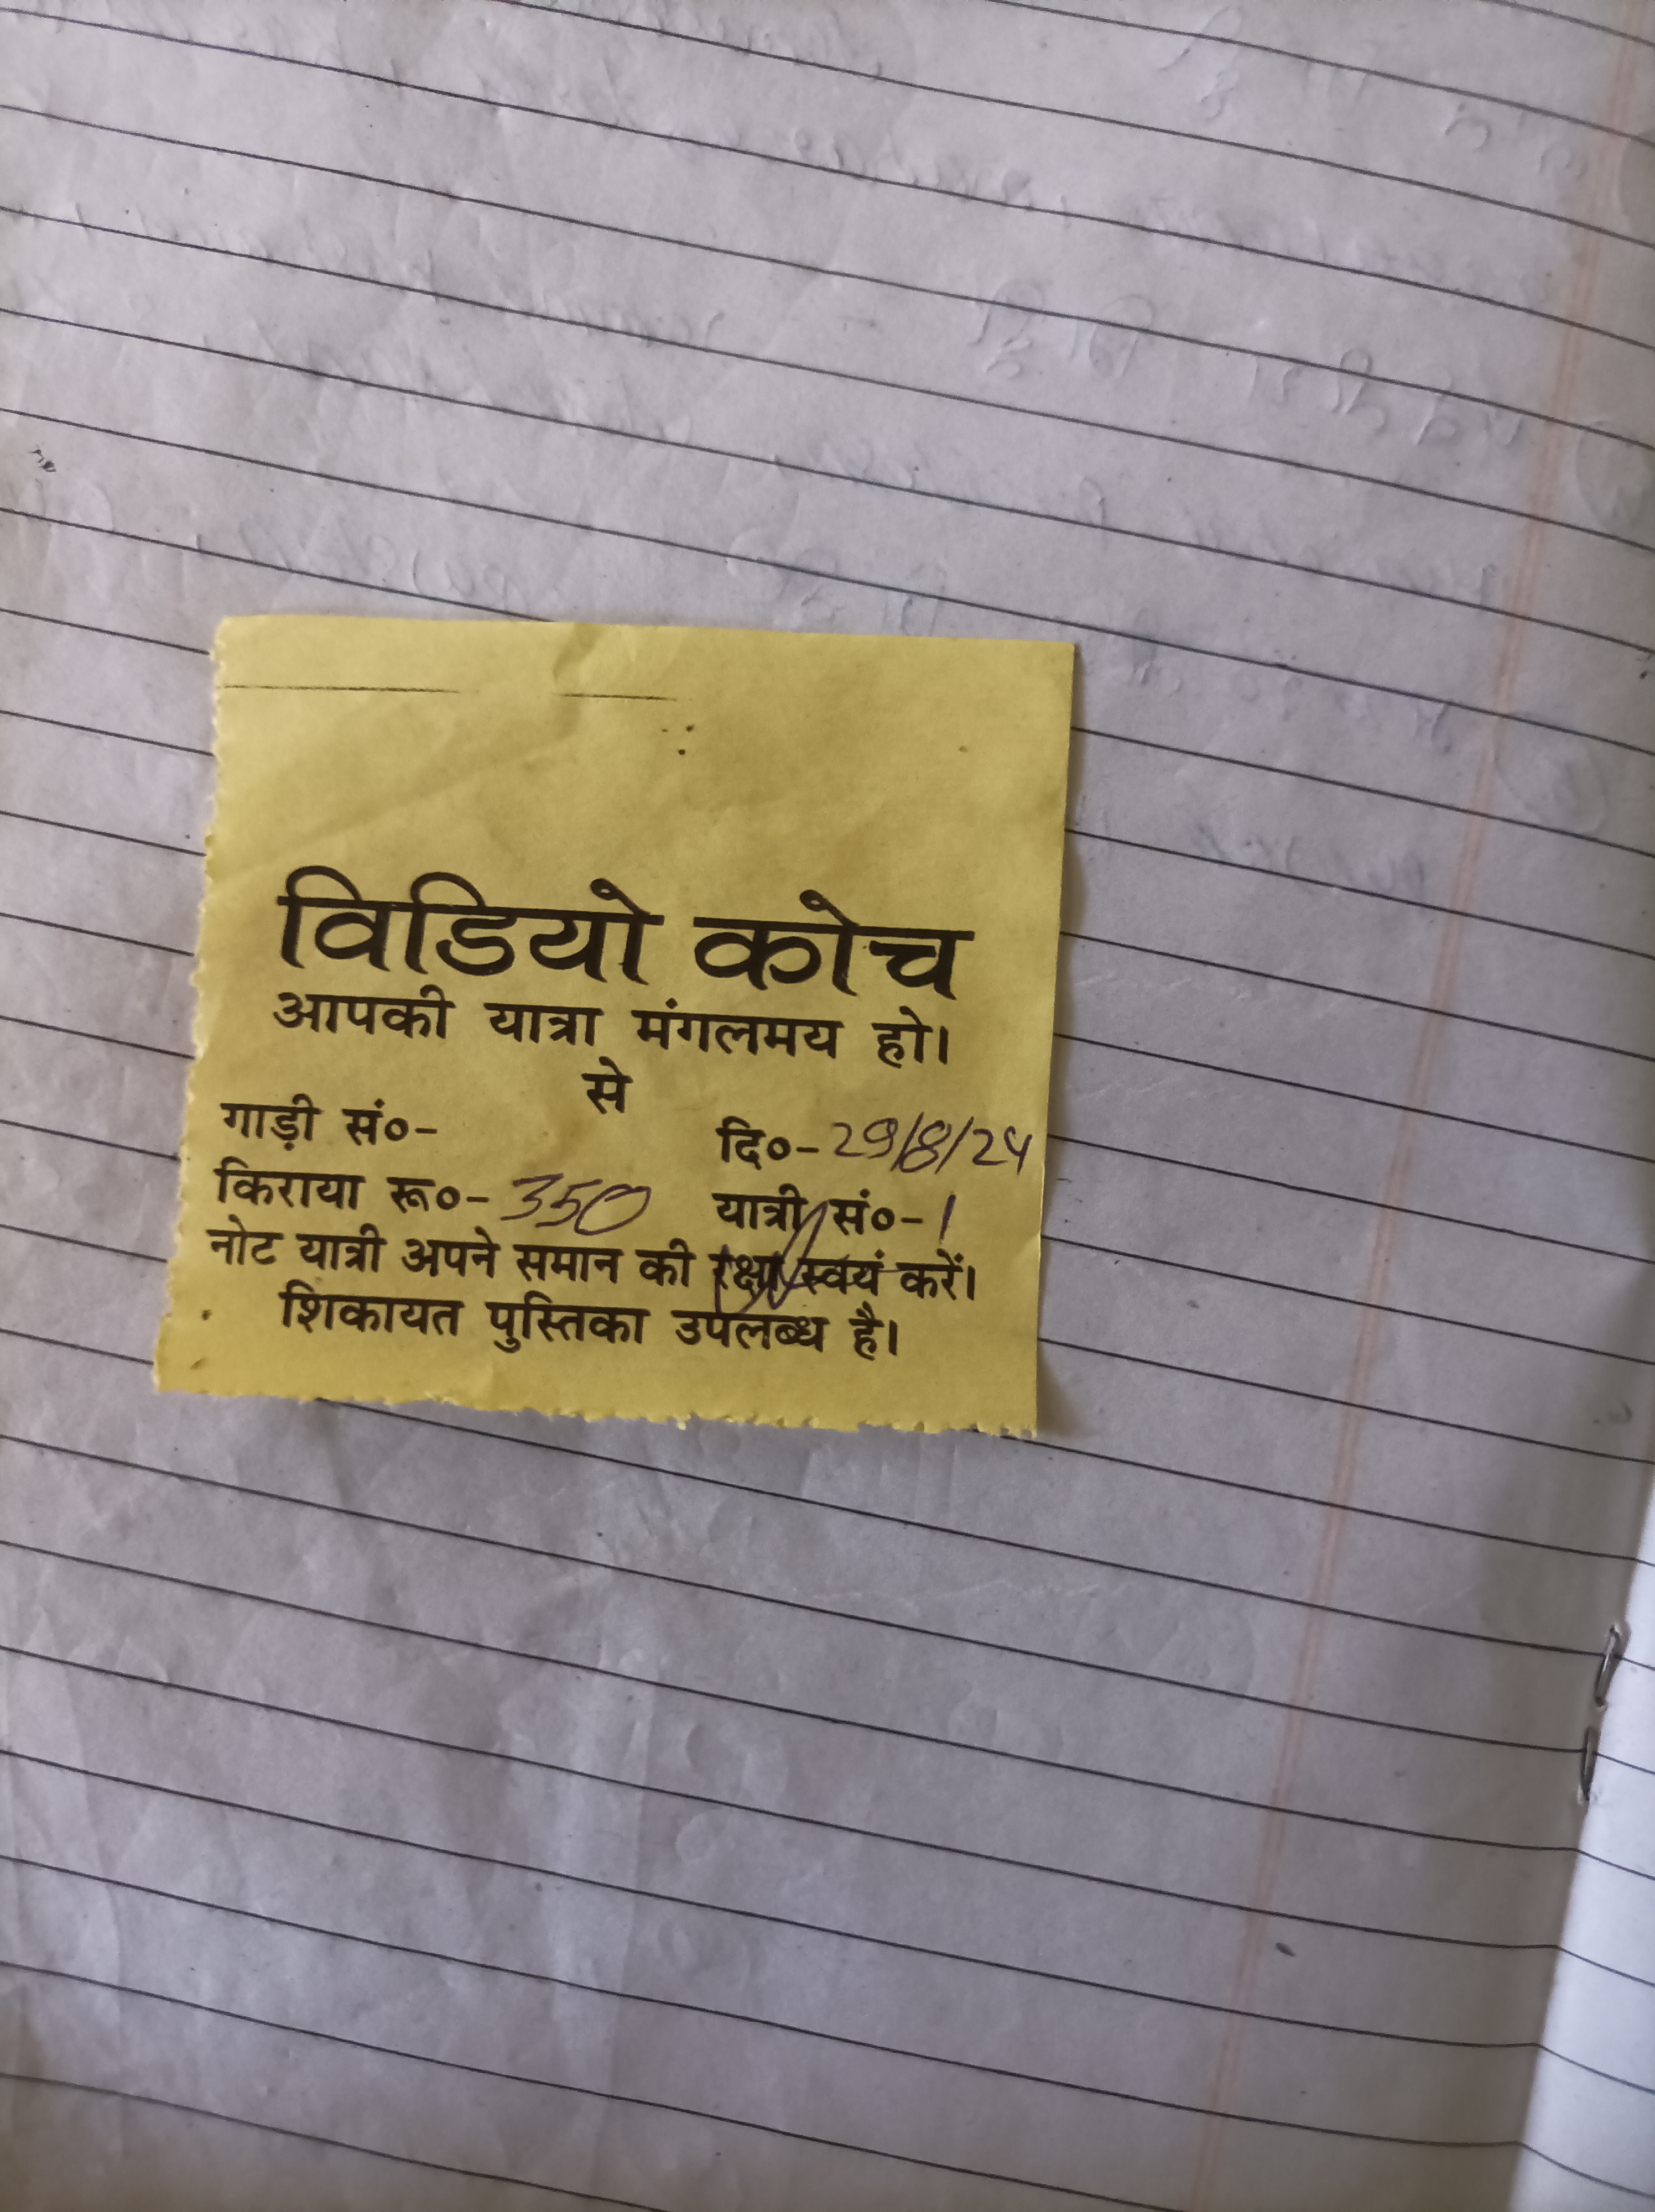 विडियो कोच
आपकी यात्रा मंगलमय हो।
से
गाड़ी सं०- दि०- 29/8/24
किराया रू०- 350 यात्री सं०- 1
नोट यात्री अपने समान की रक्षा स्वयं करें।
शिकायत पुस्तिका उपलब्ध है।